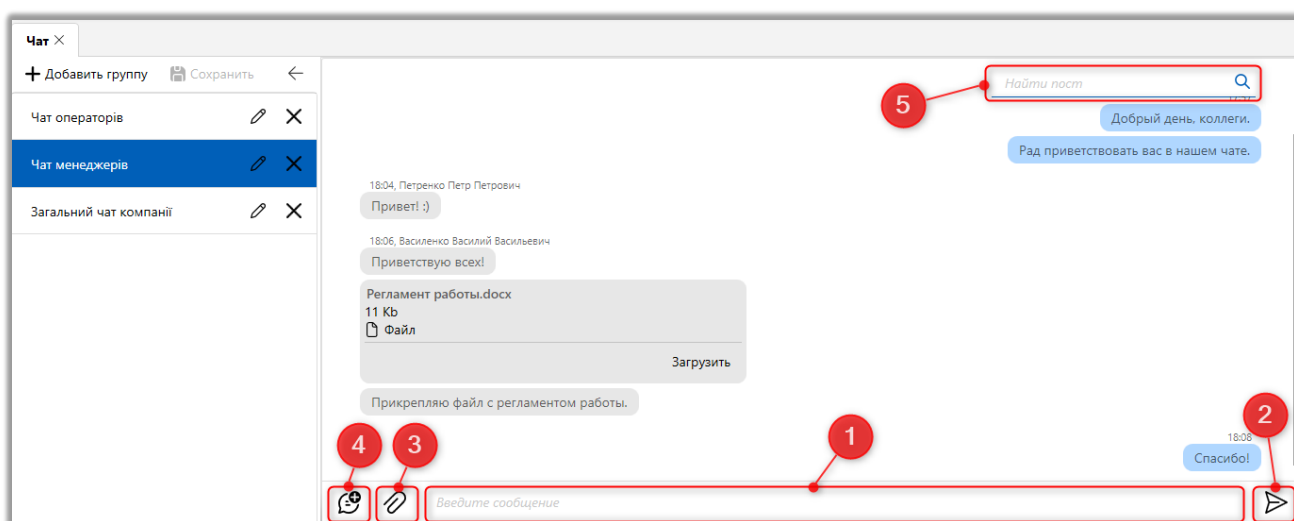 Чат
Добавить группу Сохранить
Чат операторів
Чат менеджерів
Загальний чат компанії
Найти пост
5
Добрый день, коллеги.
Рад приветствовать вас в нашем чате.
18:04, Петренко Петр Петрович
Привет! :)
18:06, Василенко Василий Васильевич
Приветствую всех!
Регламент работы.docx
11 Kb
Файл
Загрузить
Прикрепляю файл с регламентом работы.
18:08
Спасибо!
4 3 1 2
Введите сообщение